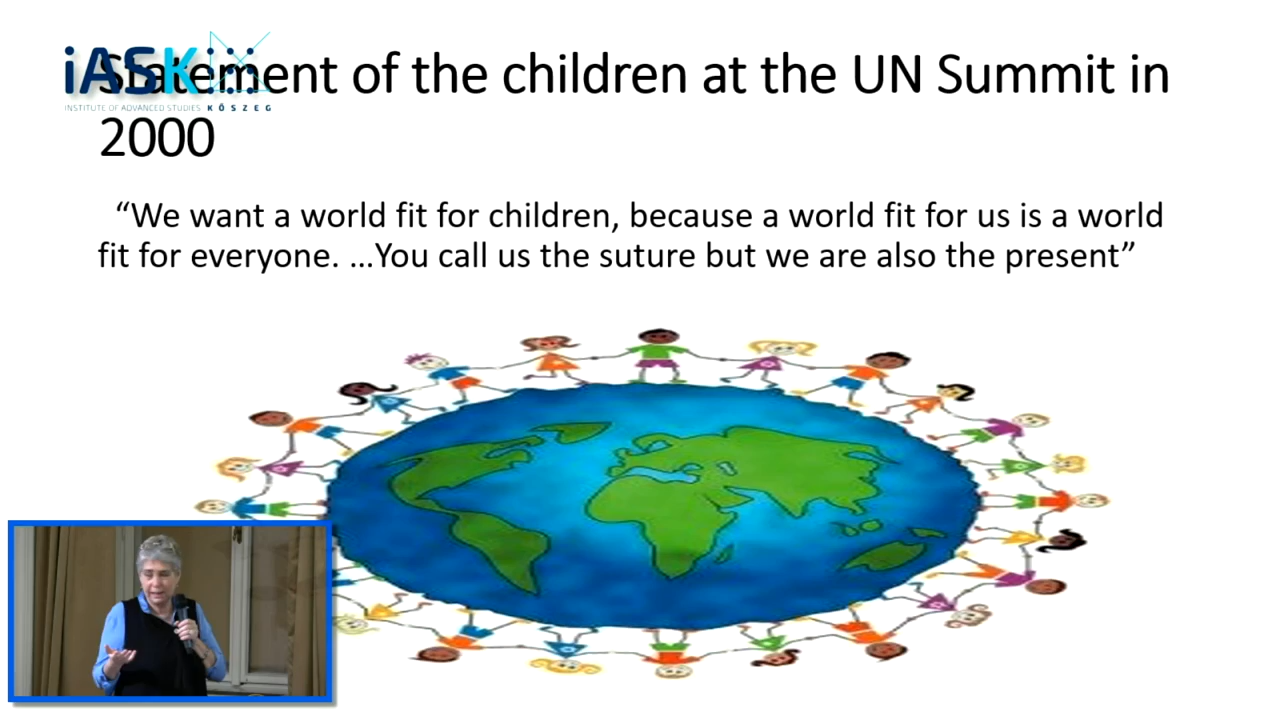 iASK
INSTITUTE OF ADVANCED STUDIES KŐSZEG
Statement of the children at the UN Summit in
2000
“We want a world fit for children, because a world fit for us is a world
fit for everyone. …You call us the suture but we are also the present”